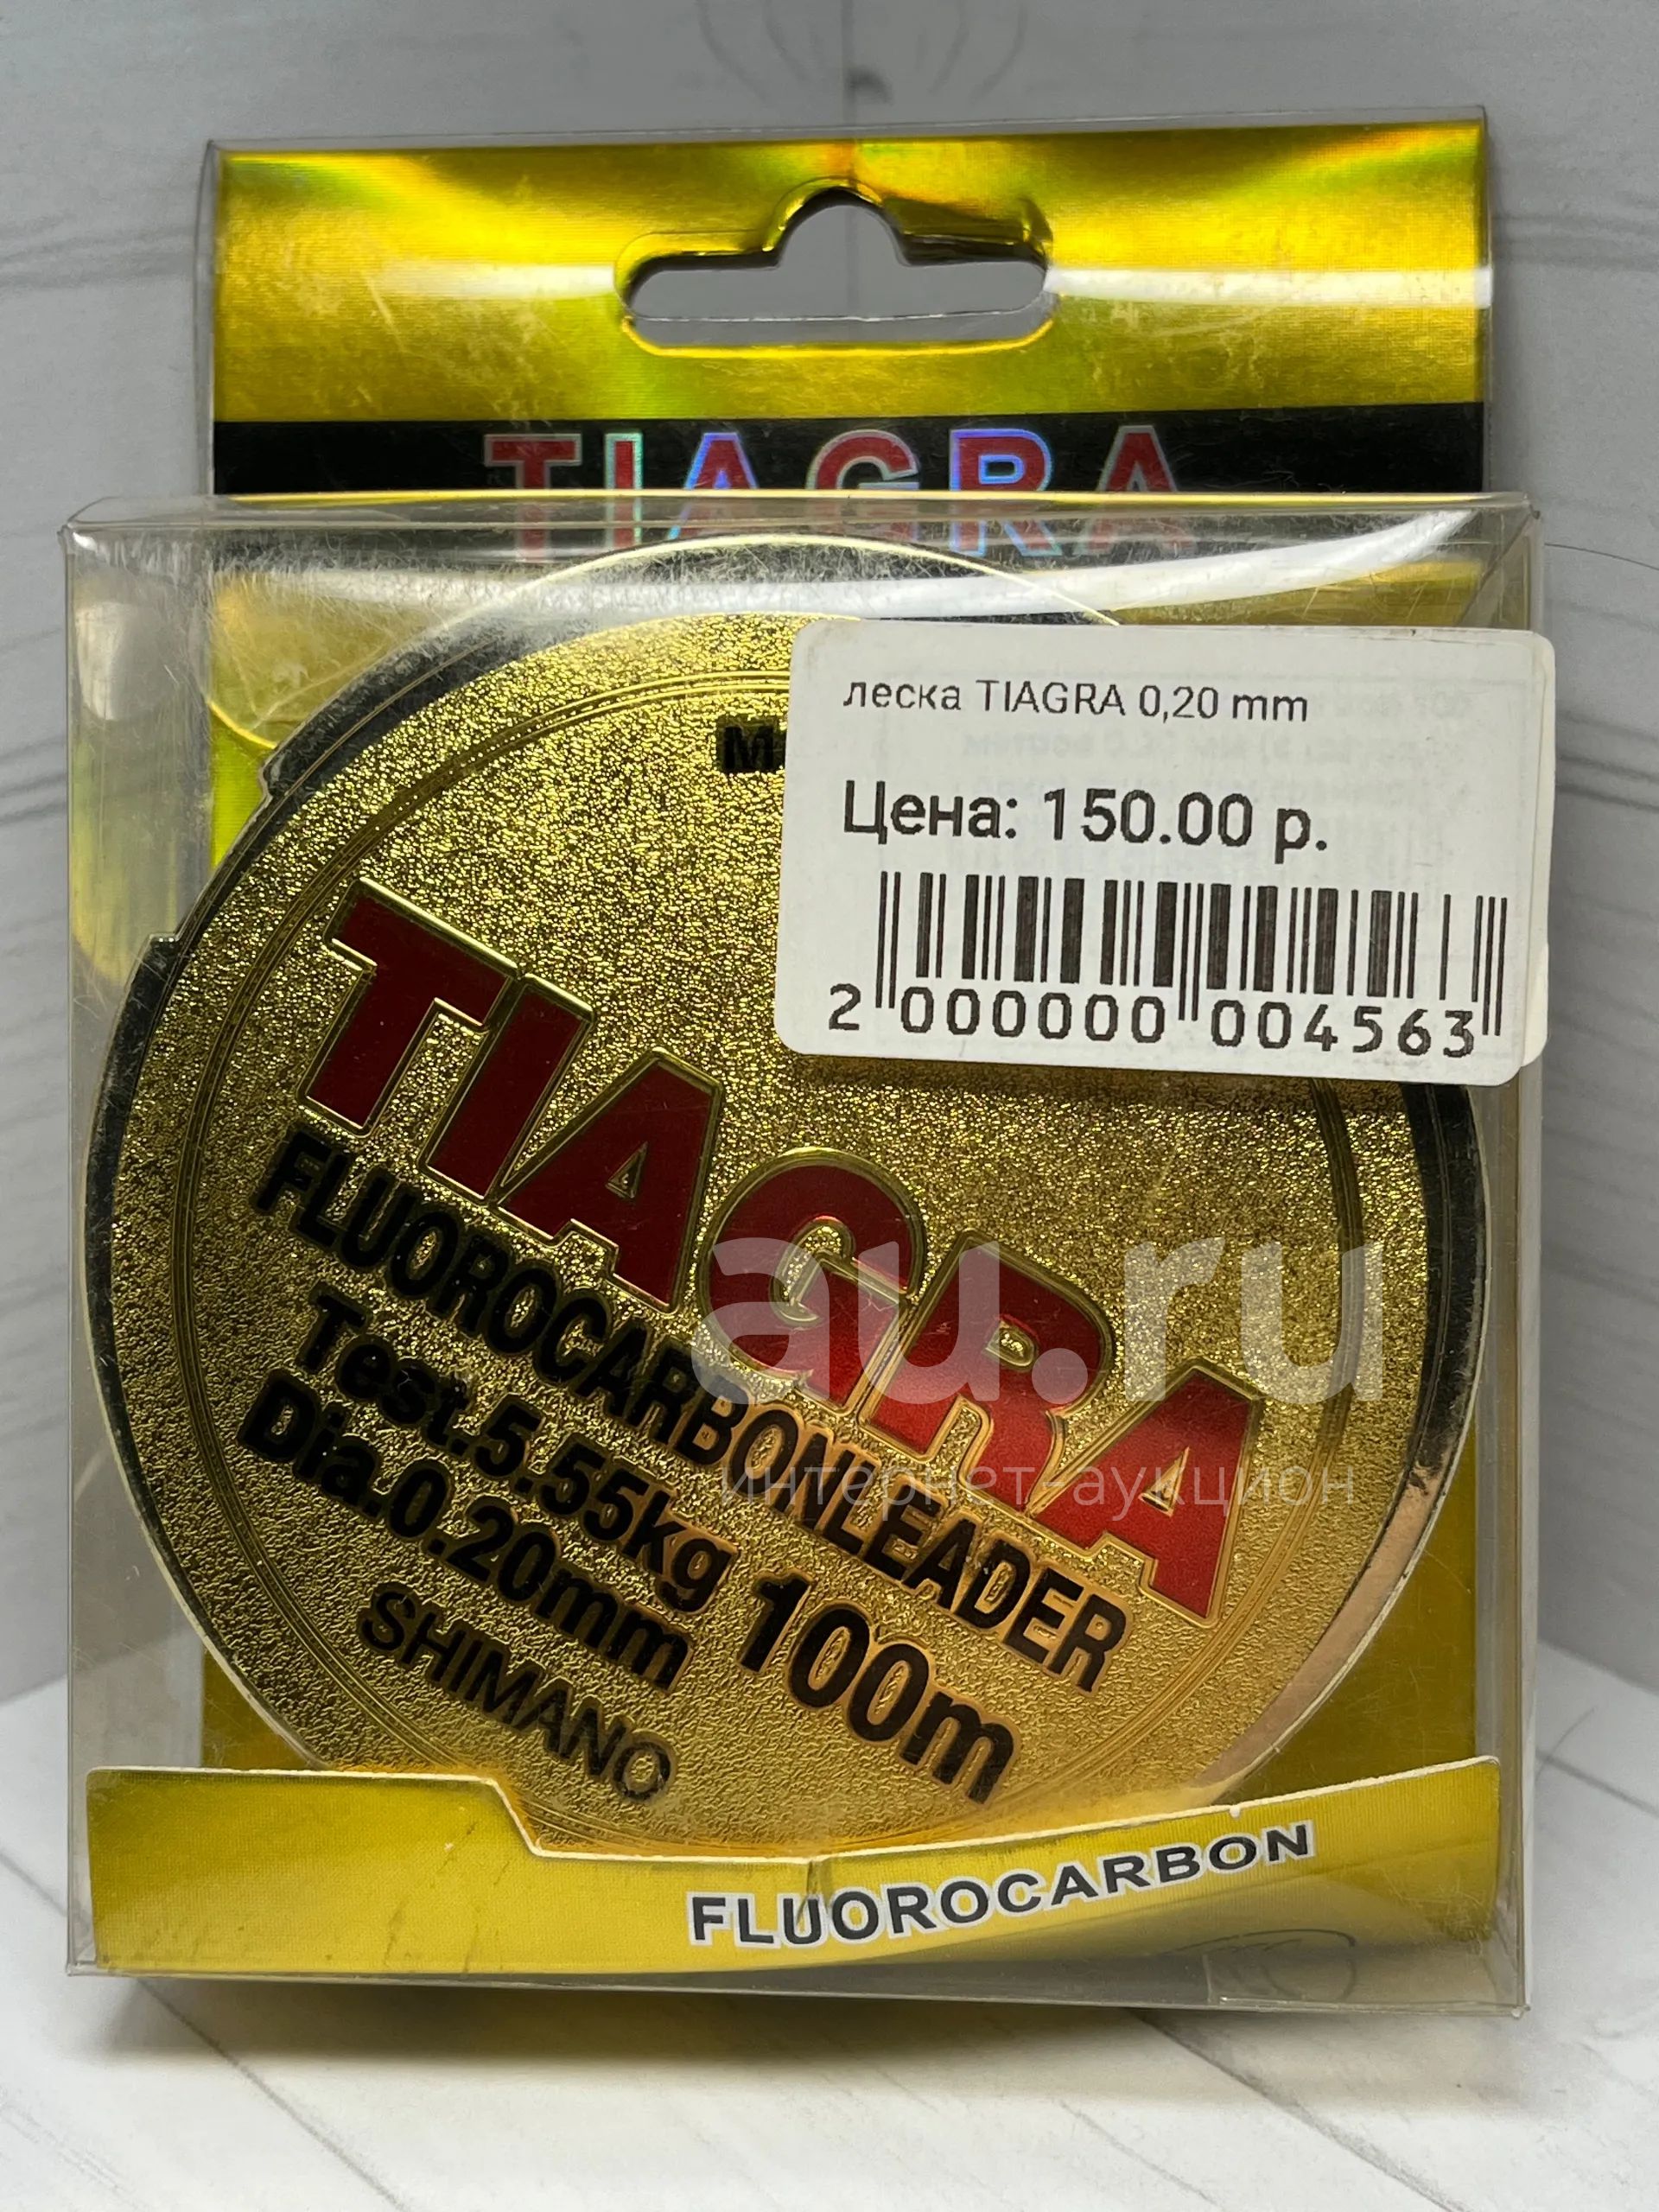 TIAGRA
леска TIAGRA 0,20 mm
Цена: 150.00 р.
2 000000 004563
TIAGRA
FLUOROCARBONLEADER
Test.5.55kg
100m
Dia.0.20mm
SHIMANO
au.ru
интернет-аукцион
FLUOROCARBON